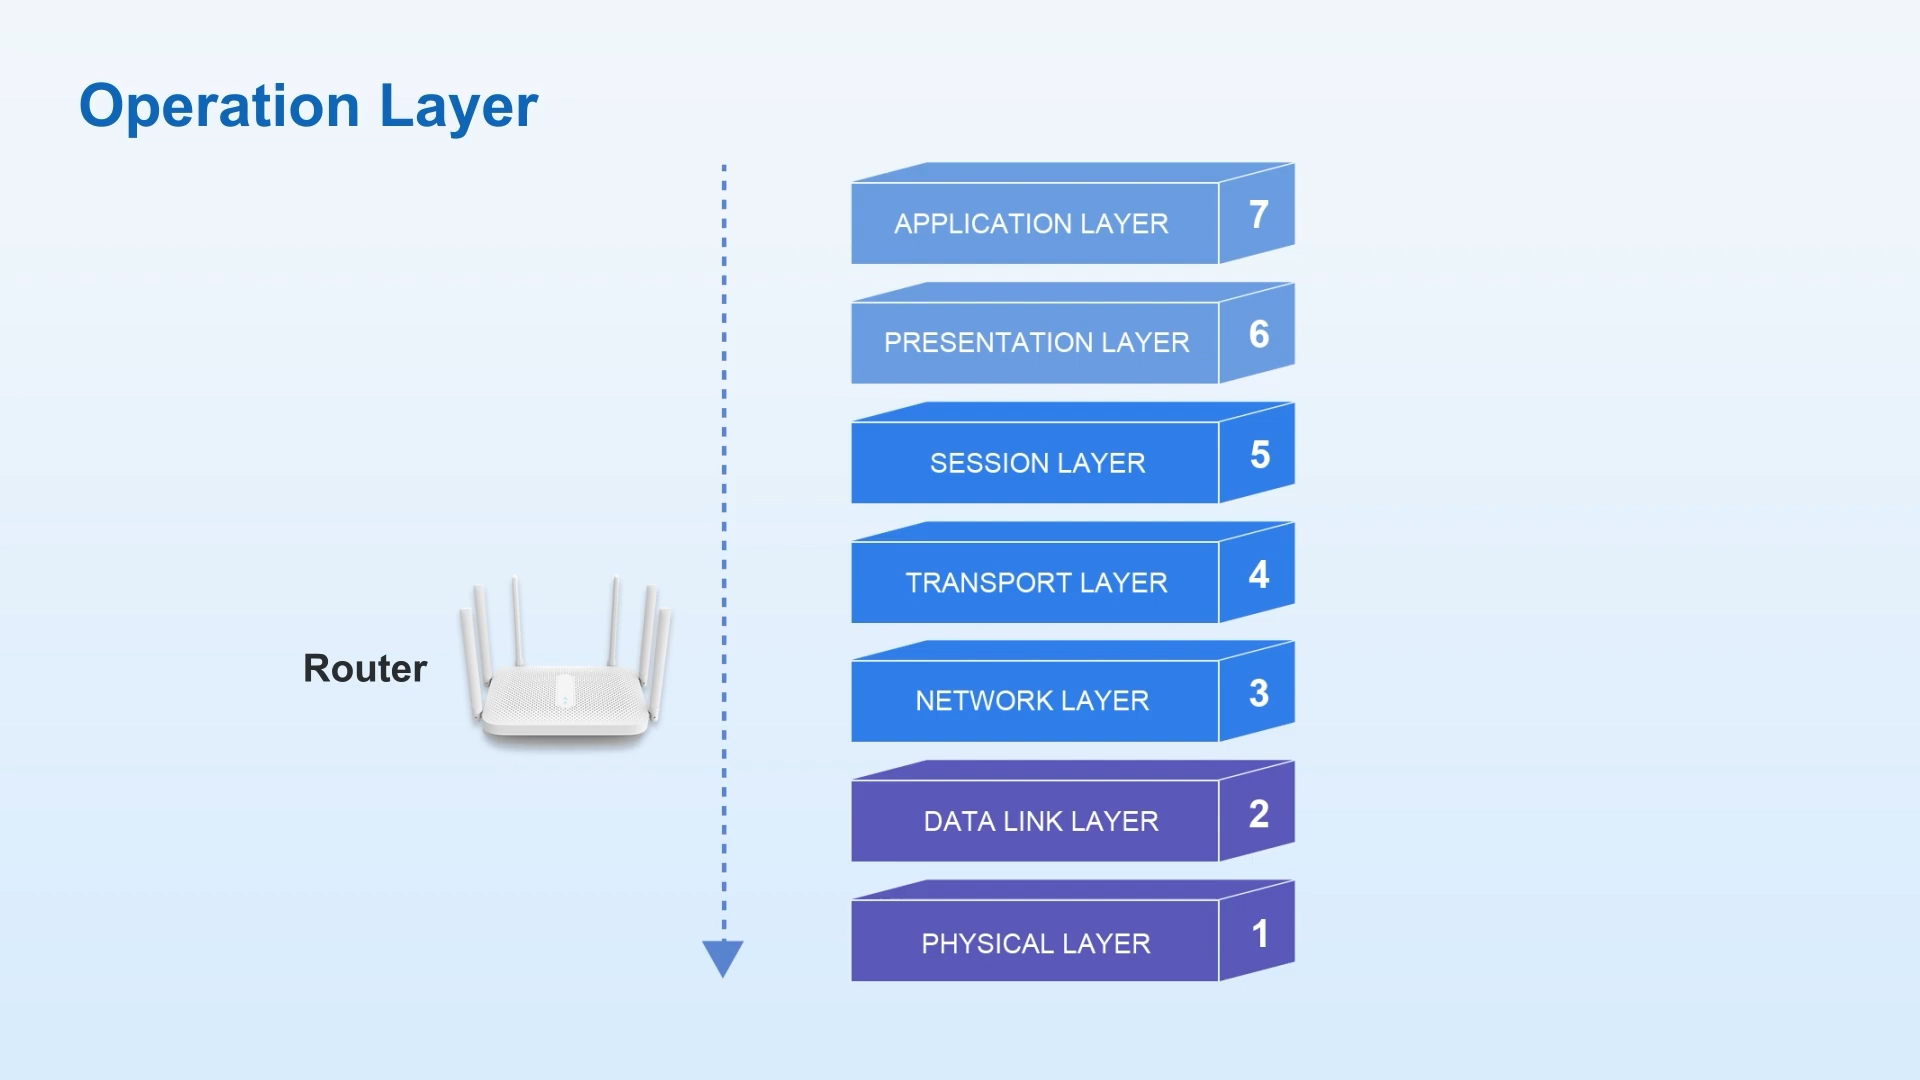 Operation Layer
APPLICATION LAYER 7
PRESENTATION LAYER 6
SESSION LAYER 5
TRANSPORT LAYER 4
Router
NETWORK LAYER 3
DATA LINK LAYER 2
PHYSICAL LAYER 1